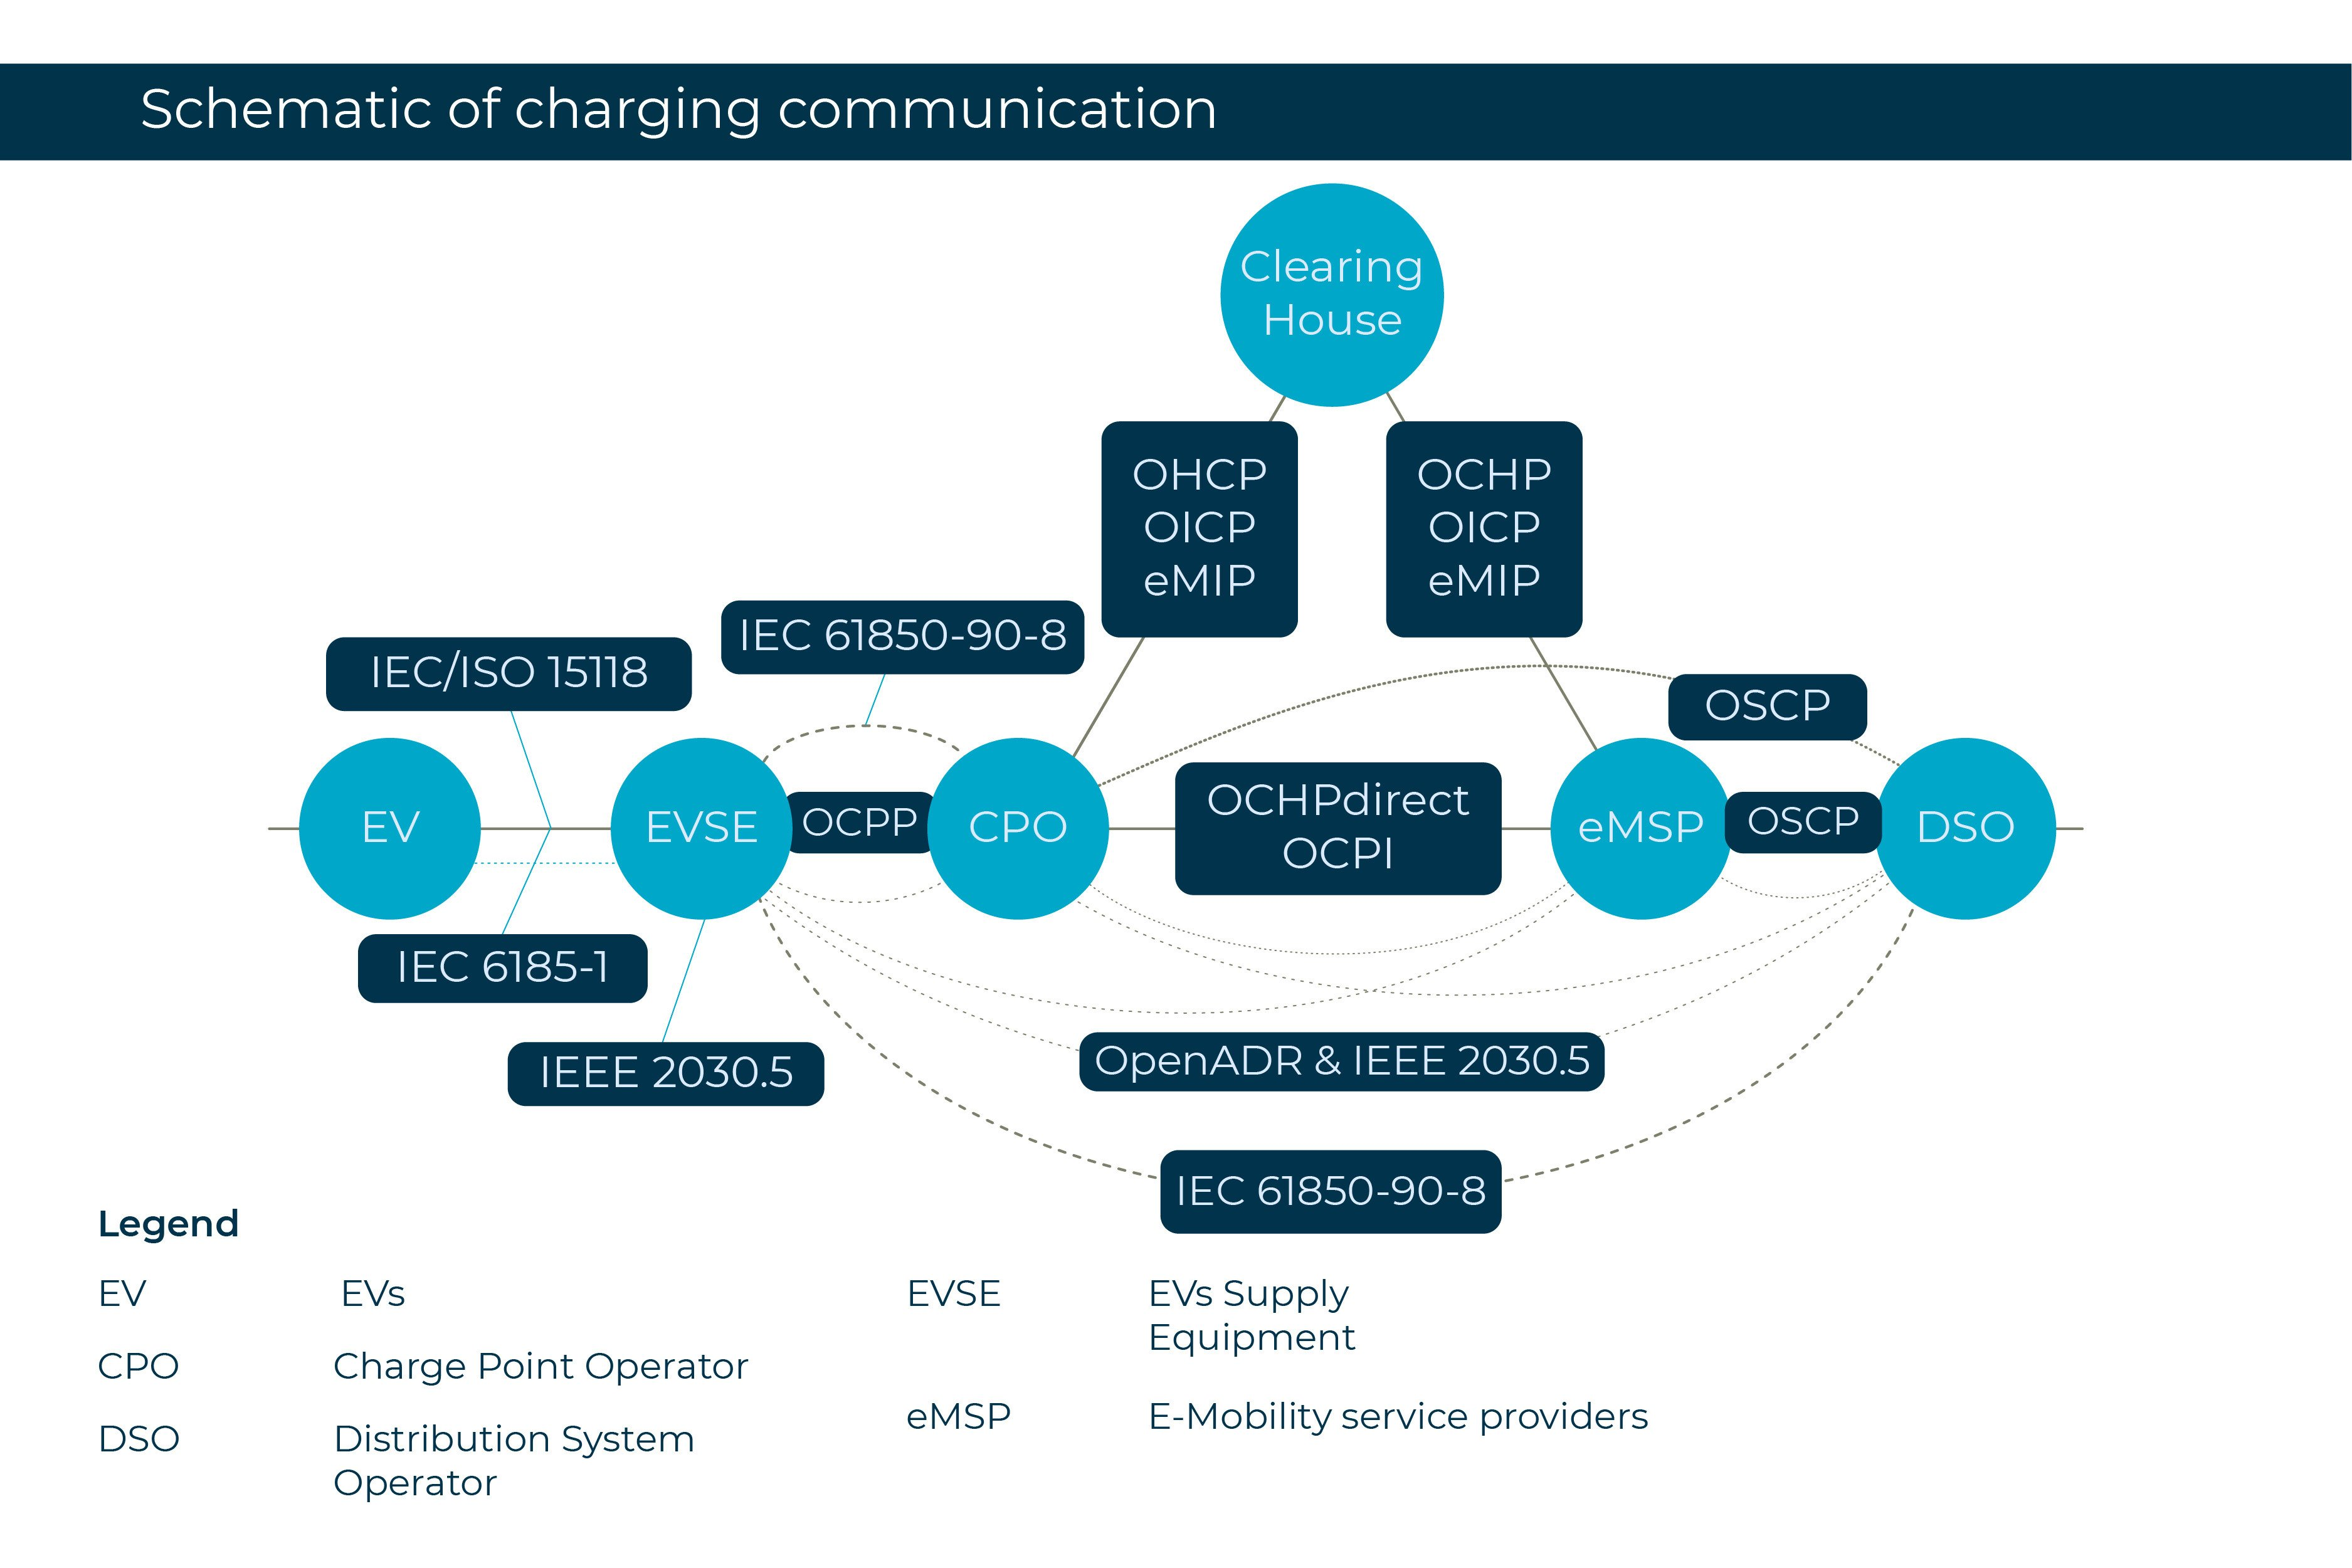 Schematic of charging communication
Clearing
House
OHCP
OICP
eMIP
OCHP
OICP
eMIP
IEC 61850-90-8
IEC/ISO 15118
OSCP
EV
EVSE
OCPP
CPO
OCHPdirect
OCPI
eMSP
OSCP
DSO
IEC 6185-1
IEEE 2030.5
OpenADR & IEEE 2030.5
IEC 61850-90-8
Legend
EV
EVs
EVSE
EVs Supply
Equipment
CPO
Charge Point Operator
eMSP
E-Mobility service providers
DSO
Distribution System
Operator